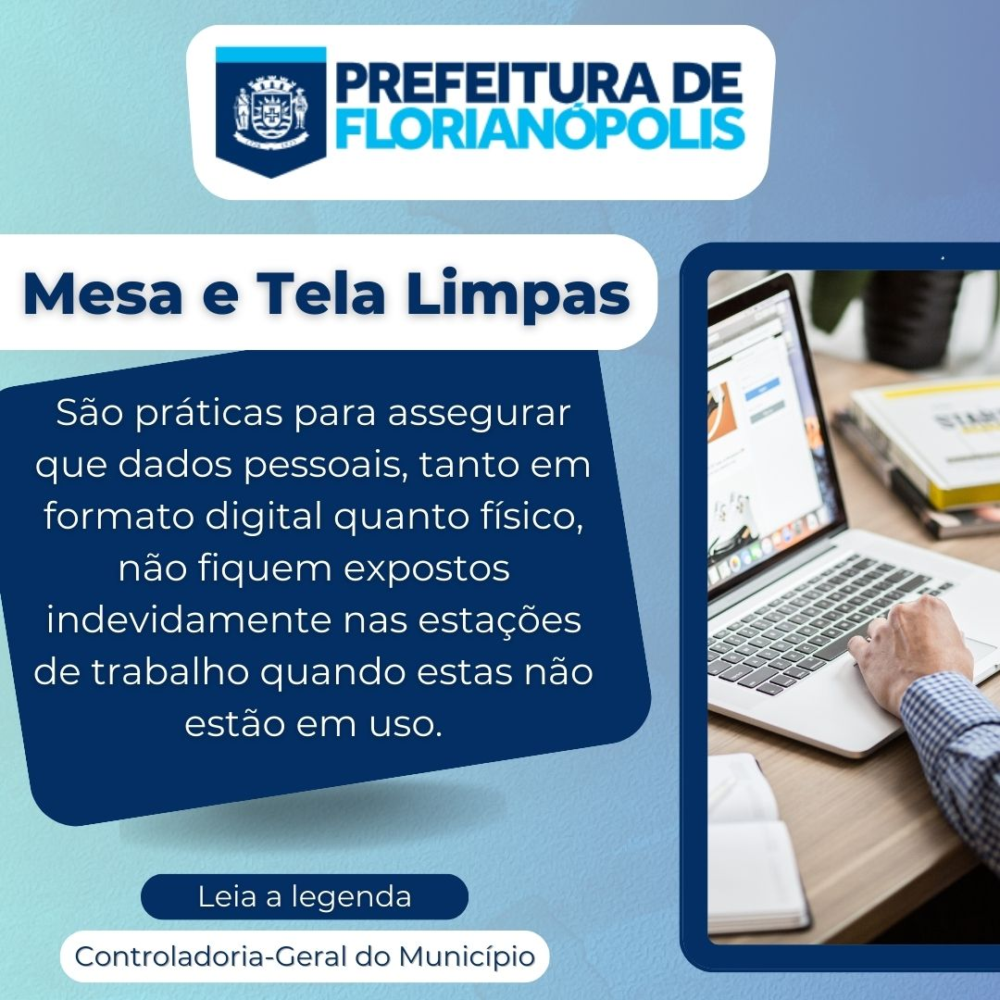 PREFEITURA DE
FLORIANÓPOLIS
Mesa e Tela Limpas
São práticas para assegurar
que dados pessoais, tanto em
formato digital quanto físico,
não fiquem expostos
indevidamente nas estações
de trabalho quando estas não
estão em uso.
Leia a legenda
Controladoria-Geral do Município